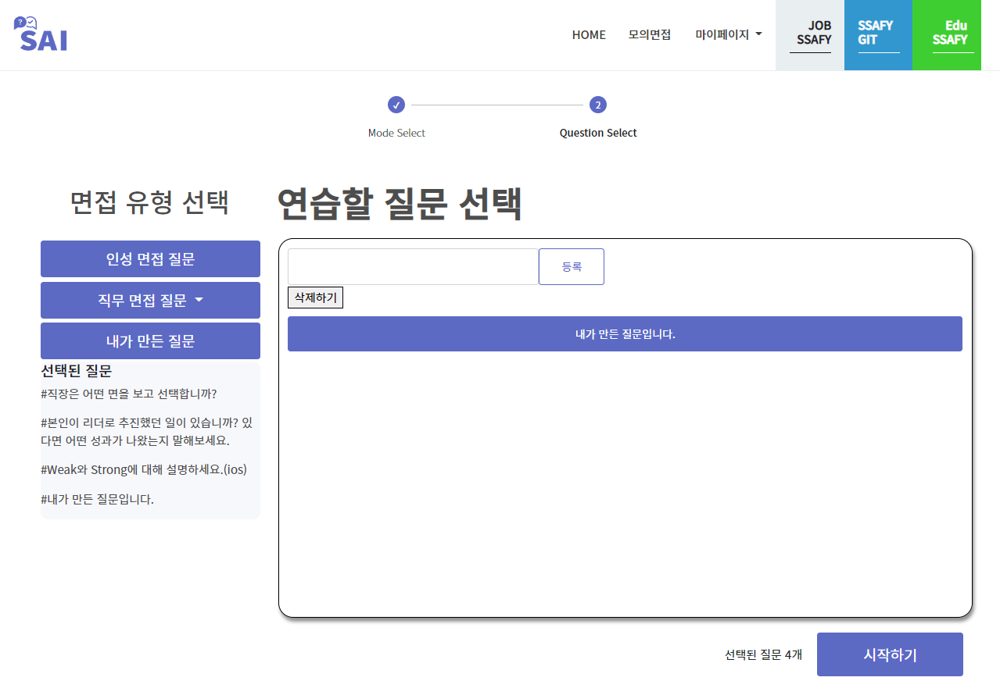 SAI
HOME
모의면접
마이페이지
JOB
SSAFY
SSAFY
GIT
Edu
SSAFY
2
Mode Select
Question Select
면접 유형 선택
연습할 질문 선택
인성 면접 질문
직무 면접 질문
내가 만든 질문
선택된 질문
#직장은 어떤 면을 보고 선택합니까?
#본인이 리더로 추진했던 일이 있습니까? 있
다면 어떤 성과가 나왔는지 말해보세요.
#Weak와 Strong에 대해 설명하세요.(ios)
#내가 만든 질문입니다.
등록
삭제하기
내가 만든 질문입니다.
선택된 질문 4개
시작하기